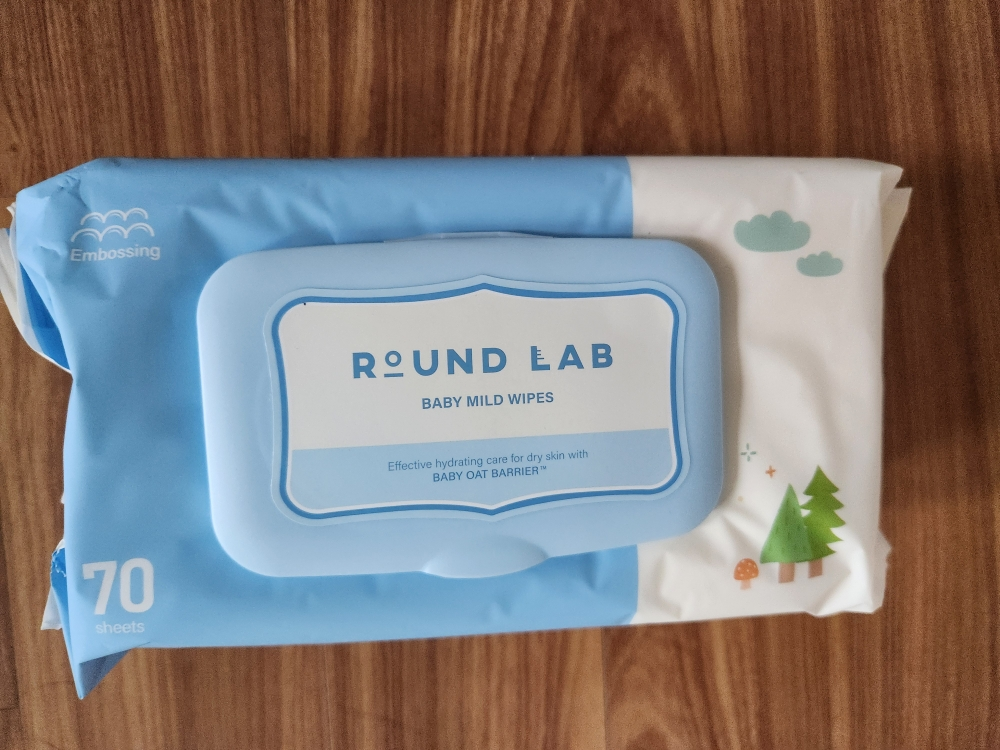 Embossing
ROUND LAB
BABY MILD WIPES
Effective hydrating care for dry skin with
BABY OAT BARRIER™
70
sheets